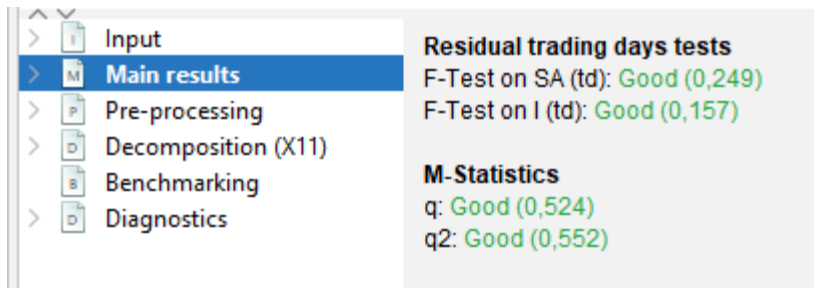 Input
Main results
Pre-processing
Decomposition (X11)
Benchmarking
Diagnostics
Residual trading days tests
F-Test on SA (td): Good (0,249)
F-Test on I (td): Good (0,157)
M-Statistics
q: Good (0,524)
q2: Good (0,552)